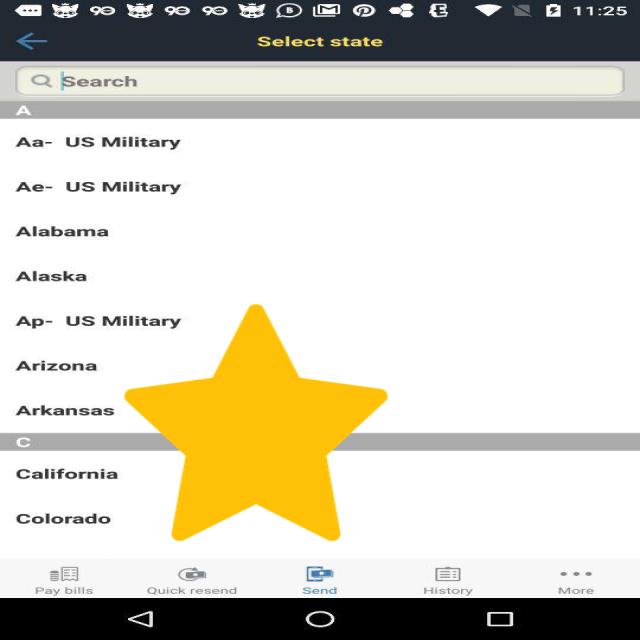 11:25
Select state
Search
A
Aa- US Military
Ae- US Military
Alabama
Alaska
Ap- US Military
Arizona
Arkansas
C
California
Colorado
Pay bills Quick resend Send History More